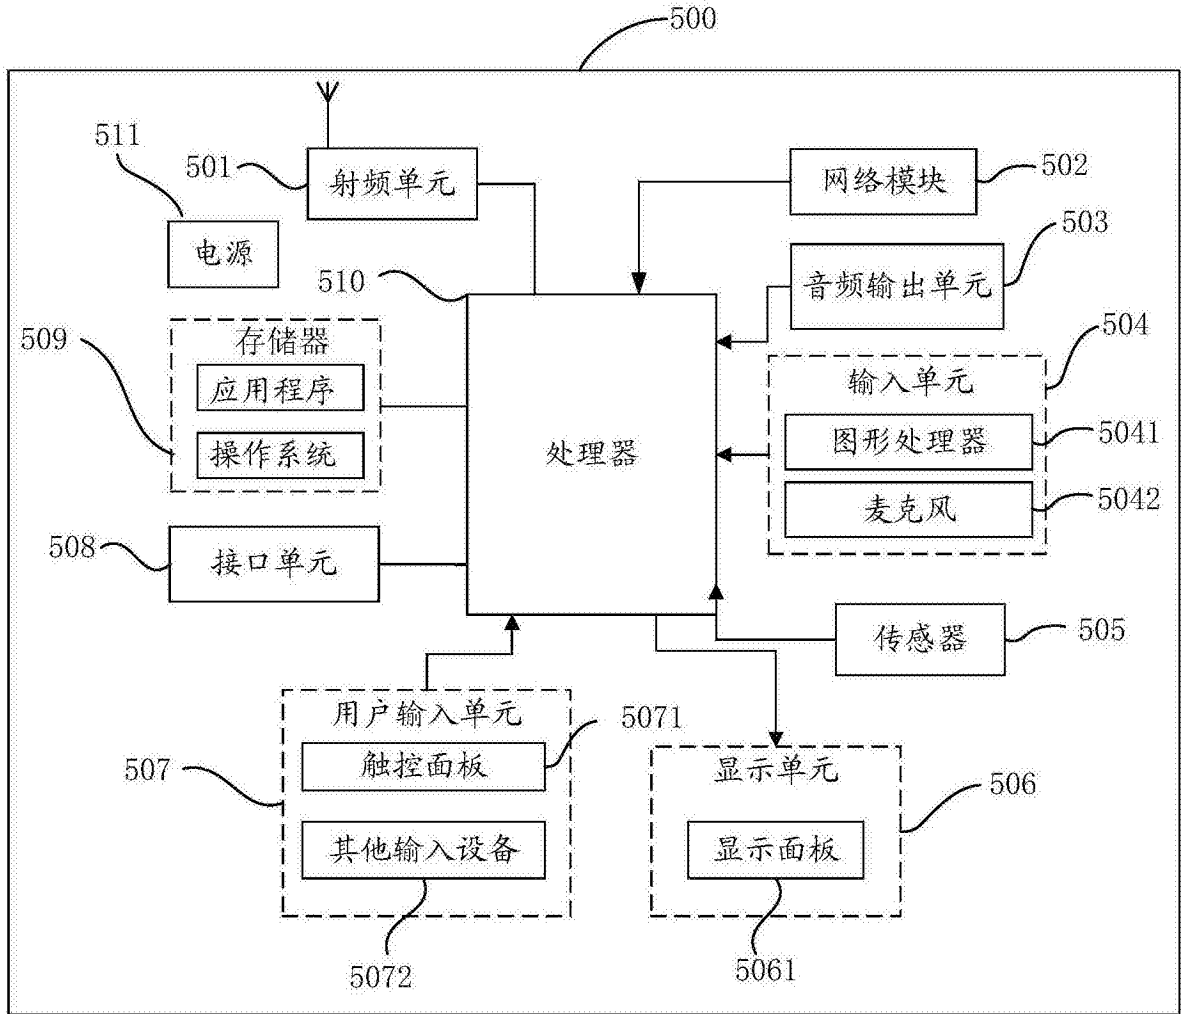 500
511
501
射频单元
网络模块
502
电源
503
510
音频输出单元
509
存储器
504
应用程序
输入单元
操作系统
处理器
图形处理器
5041
麦克风
5042
508
接口单元
传感器
505
用户输入单元
5071
507
触控面板
显示单元
506
其他输入设备
显示面板
5072
5061